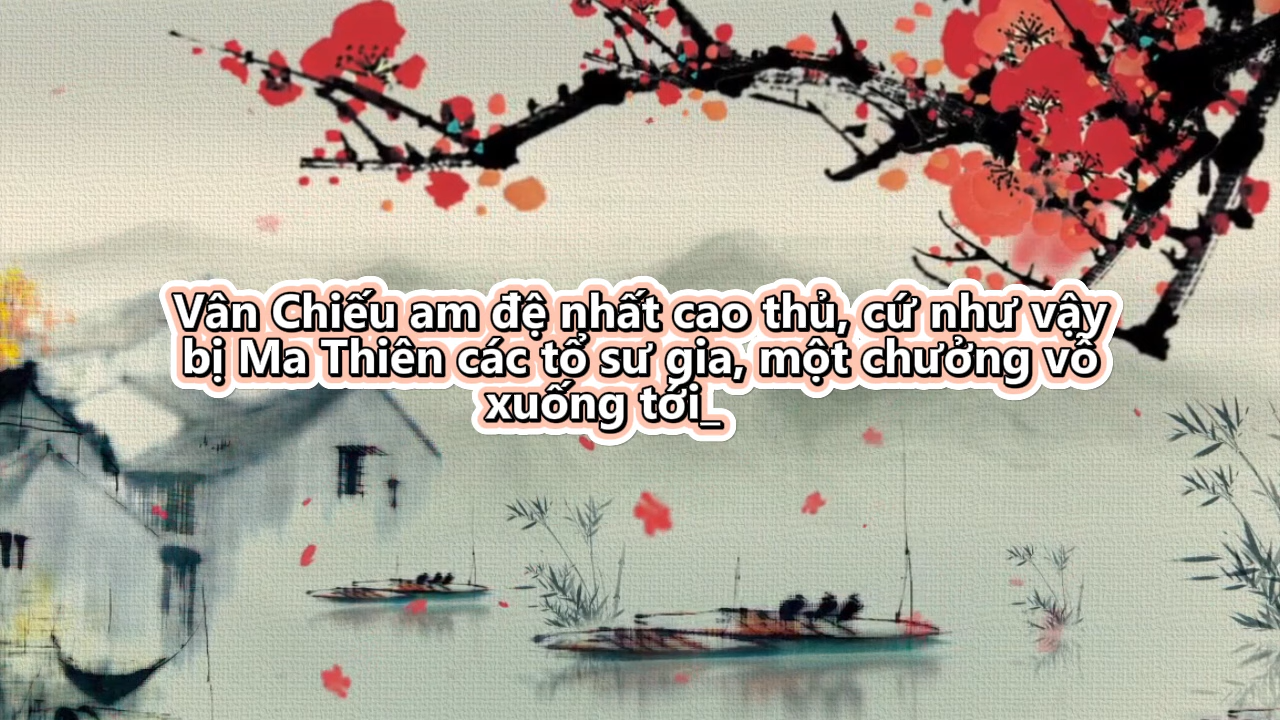 Vân Chiếu am đệ nhất cao thủ, cứ như vậy
bị Ma Thiên các tổ sư gia, một chưởng vỗ
xuống tới_